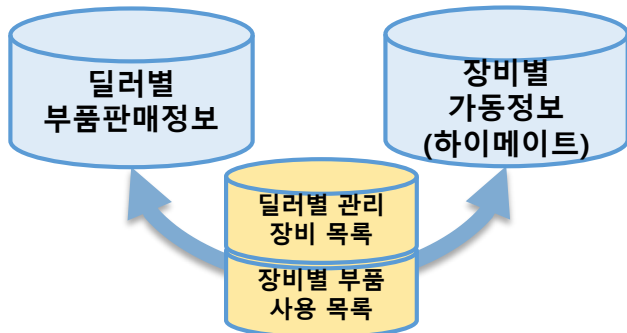 딜러별
부품판매정보
장비별
가동정보
(하이메이트)
딜러별 관리
장비 목록
장비별 부품
사용 목록